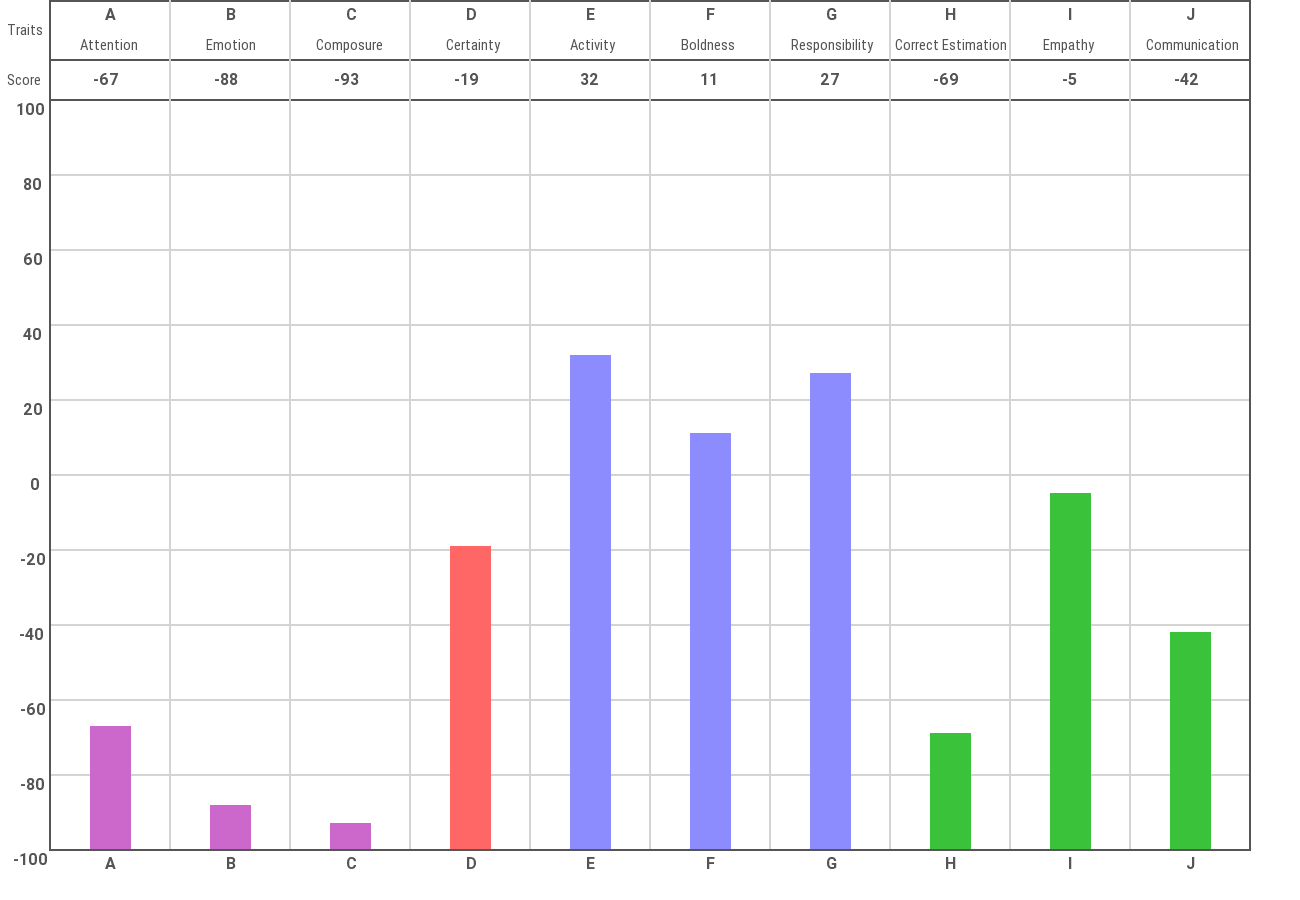 A B C D E F G H I J
Traits
Attention Emotion Composure Certainty Activity Boldness Responsibility Correct Estimation Empathy Communication
Score -67 -88 -93 -19 32 11 27 -69 -5 -42
100
80
60
40
20
0
-20
-40
-60
-80
-100
A B C D E F G H I J